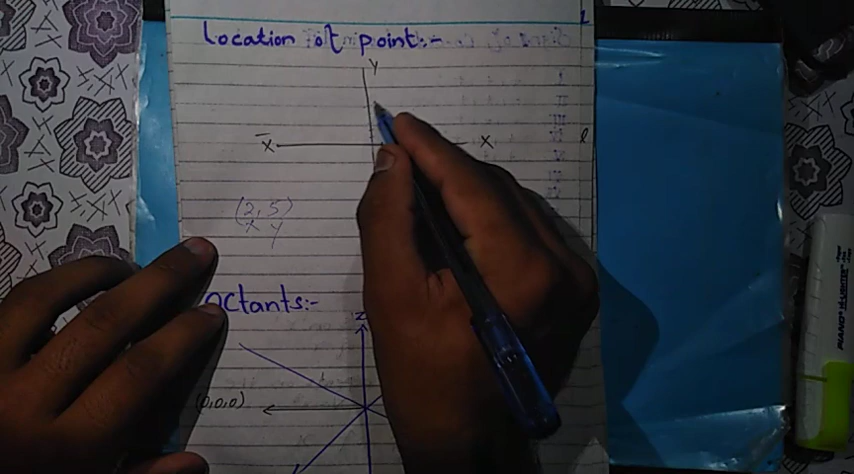 Location of point:-
Y
-X X
(2, 5)
x y
Octants:-
Z
(0,0,0)